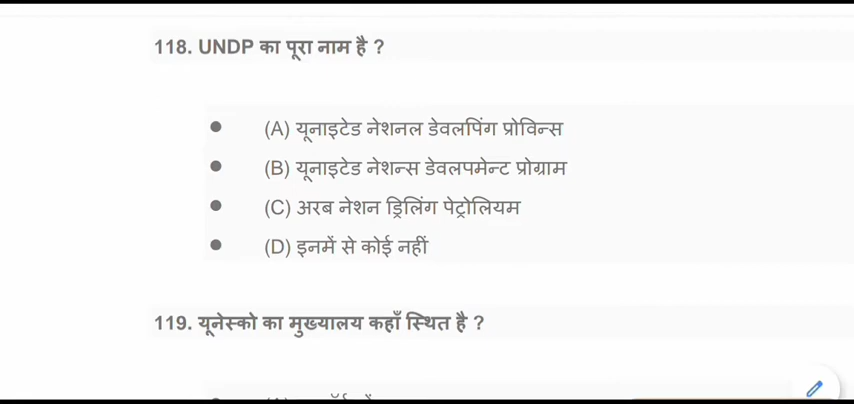 118. UNDP का पूरा नाम है ?
(A) यूनाइटेड नेशनल डेवलपिंग प्रोविन्स
(B) यूनाइटेड नेशन्स डेवलपमेन्ट प्रोग्राम
(C) अरब नेशन ड्रिलिंग पेट्रोलियम
(D) इनमें से कोई नहीं
119. यूनेस्को का मुख्यालय कहाँ स्थित है ?